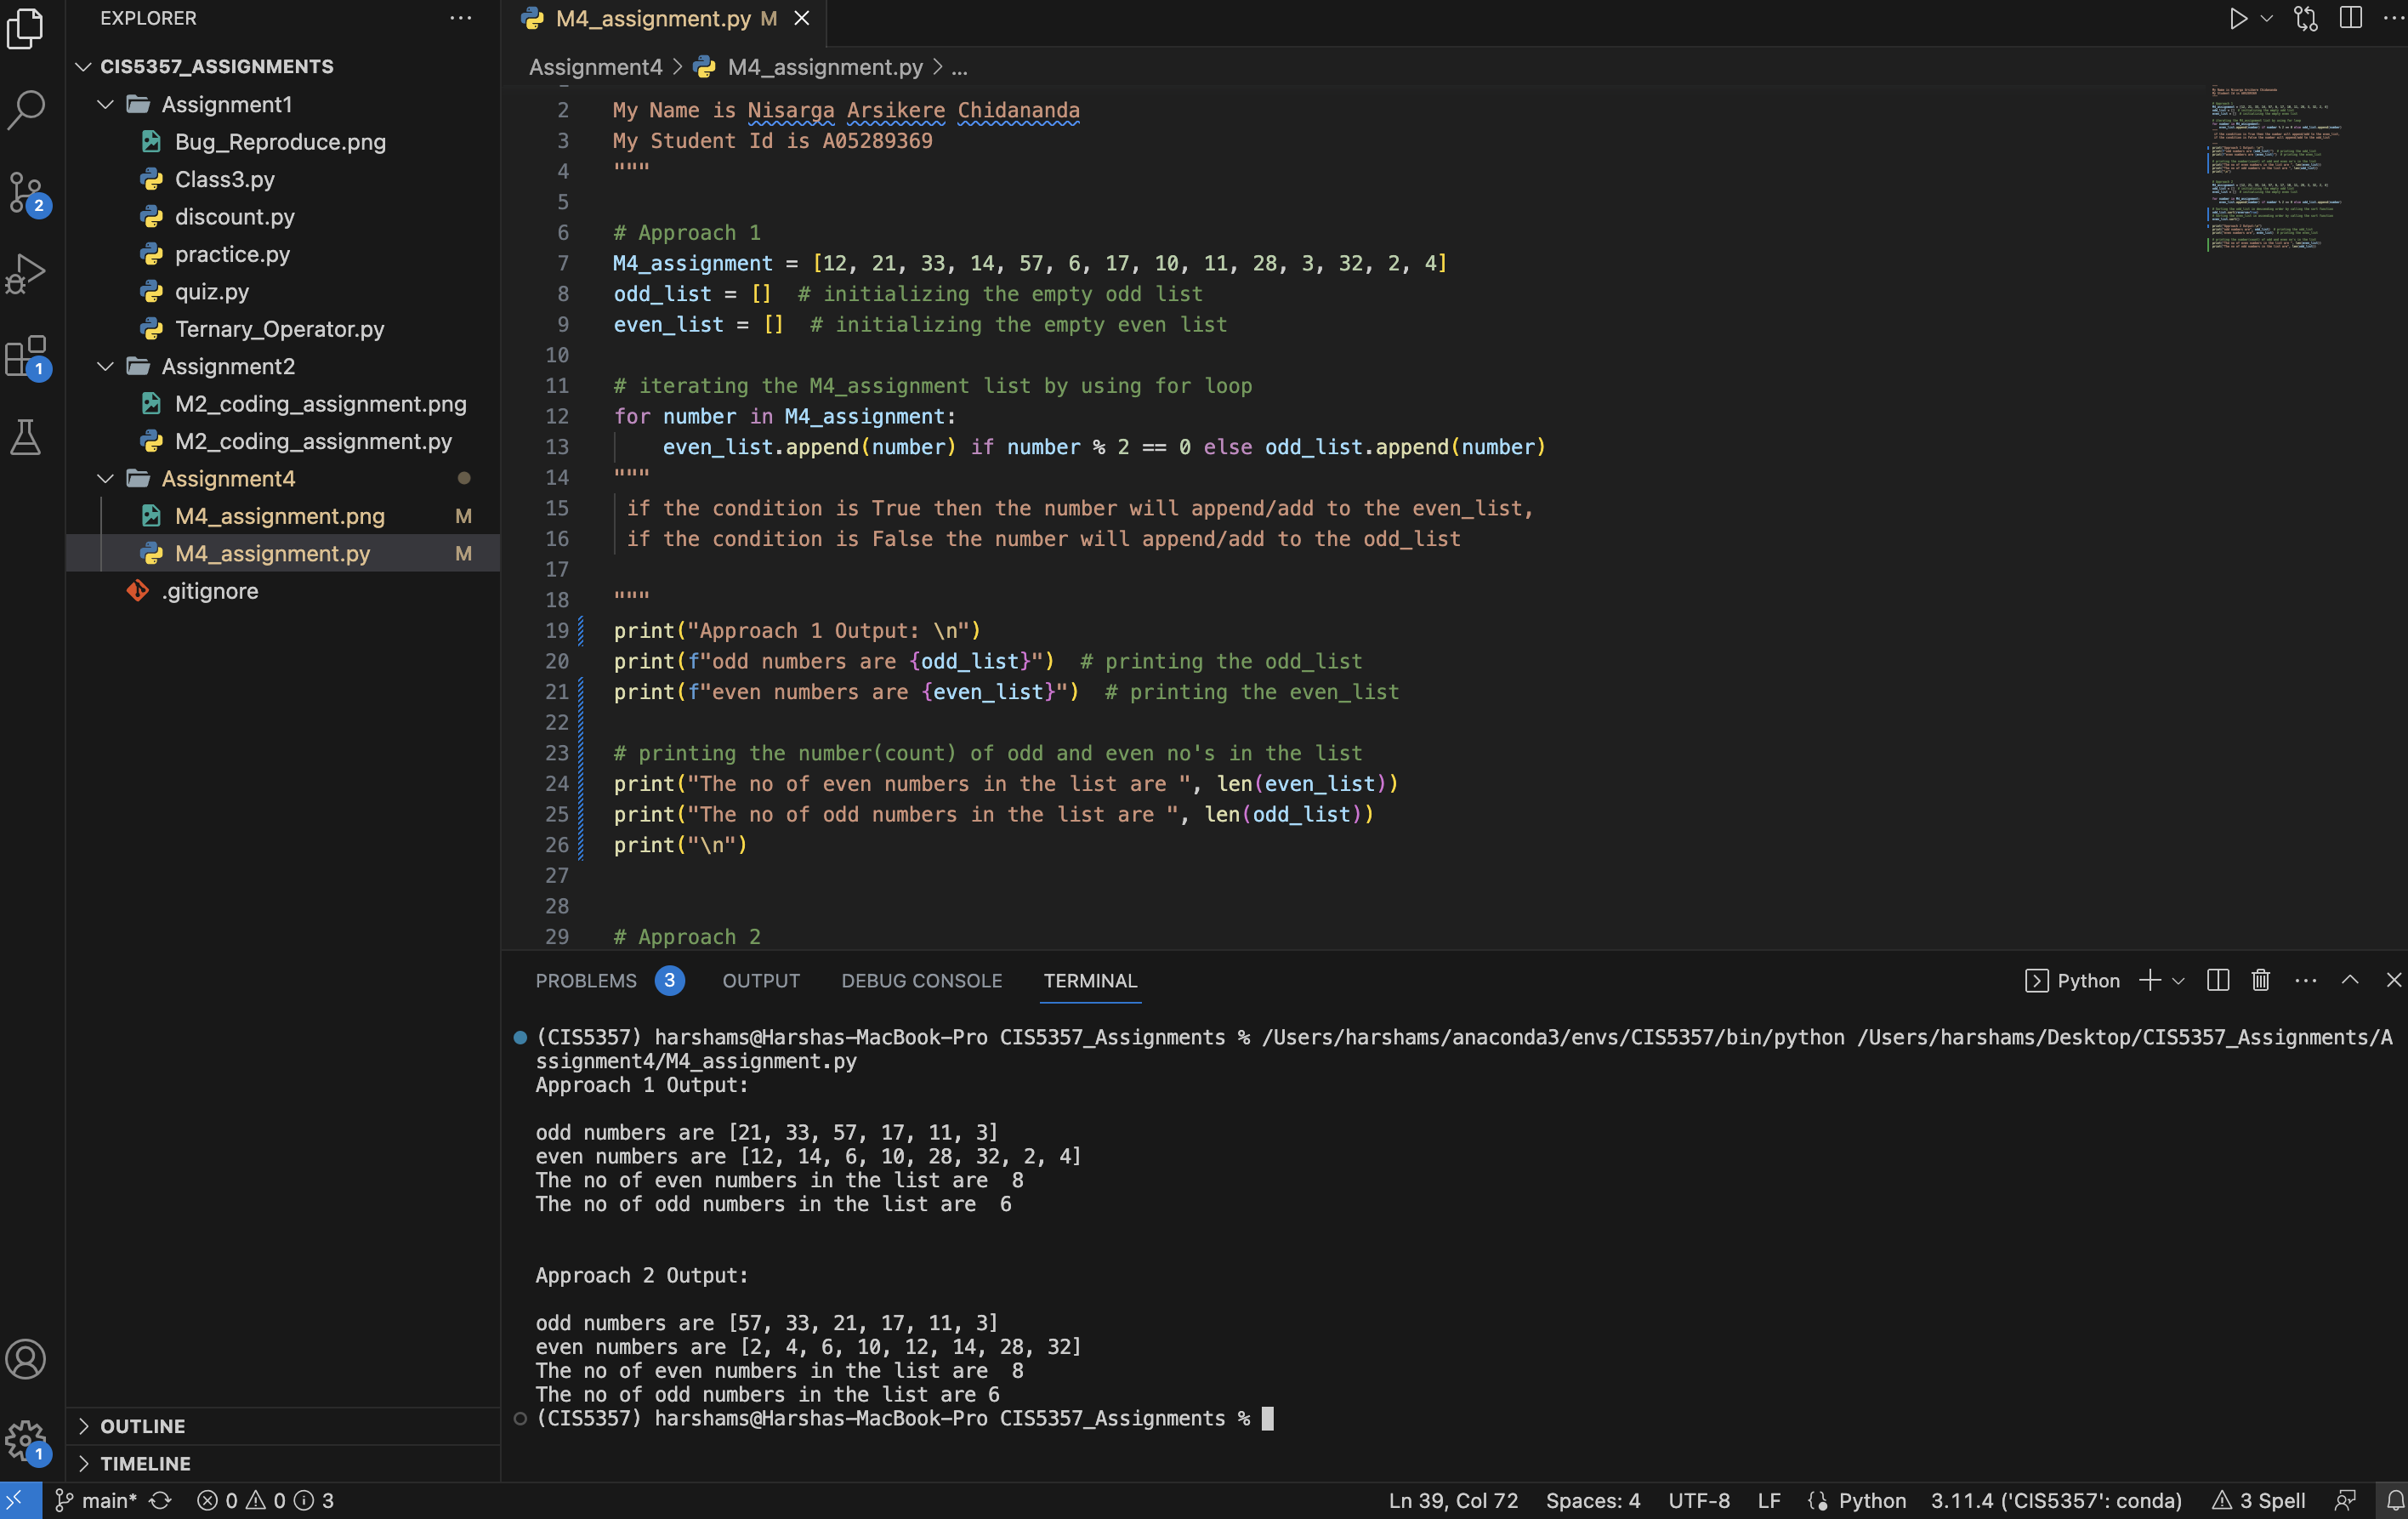 EXPLORER
CIS5357_ASSIGNMENTS
Assignment1
Bug_Reproduce.png
Class3.py
discount.py
practice.py
quiz.py
Ternary_Operator.py
Assignment2
M2_coding_assignment.png
M2_coding_assignment.py
Assignment4
M4_assignment.png M
M4_assignment.py M
.gitignore
OUTLINE
TIMELINE
2
1
1
M4_assignment.py M
Assignment4 > M4_assignment.py > ...
2 My Name is Nisarga Arsikere Chidananda
3 My Student Id is A05289369
4 """
5
6 # Approach 1
7 M4_assignment = [12, 21, 33, 14, 57, 6, 17, 10, 11, 28, 3, 32, 2, 4]
8 odd_list = []  # initializing the empty odd list
9 even_list = []  # initializing the empty even list
10
11 # iterating the M4_assignment list by using for loop
12 for number in M4_assignment:
13     even_list.append(number) if number % 2 == 0 else odd_list.append(number)
14 """
15  if the condition is True then the number will append/add to the even_list,
16  if the condition is False the number will append/add to the odd_list
17
18 """
19 print("Approach 1 Output: \n")
20 print(f"odd numbers are {odd_list}")  # printing the odd_list
21 print(f"even numbers are {even_list}")  # printing the even_list
22
23 # printing the number(count) of odd and even no's in the list
24 print("The no of even numbers in the list are ", len(even_list))
25 print("The no of odd numbers in the list are ", len(odd_list))
26 print("\n")
27
28
29 # Approach 2
PROBLEMS 3 OUTPUT DEBUG CONSOLE TERMINAL Python
(CIS5357) harshams@Harshas-MacBook-Pro CIS5357_Assignments % /Users/harshams/anaconda3/envs/CIS5357/bin/python /Users/harshams/Desktop/CIS5357_Assignments/A
ssignment4/M4_assignment.py
Approach 1 Output:
odd numbers are [21, 33, 57, 17, 11, 3]
even numbers are [12, 14, 6, 10, 28, 32, 2, 4]
The no of even numbers in the list are  8
The no of odd numbers in the list are  6
Approach 2 Output:
odd numbers are [57, 33, 21, 17, 11, 3]
even numbers are [2, 4, 6, 10, 12, 14, 28, 32]
The no of even numbers in the list are  8
The no of odd numbers in the list are 6
(CIS5357) harshams@Harshas-MacBook-Pro CIS5357_Assignments %
main* 0 0 3 Ln 39, Col 72 Spaces: 4 UTF-8 LF Python 3.11.4 ('CIS5357': conda) 3 Spell